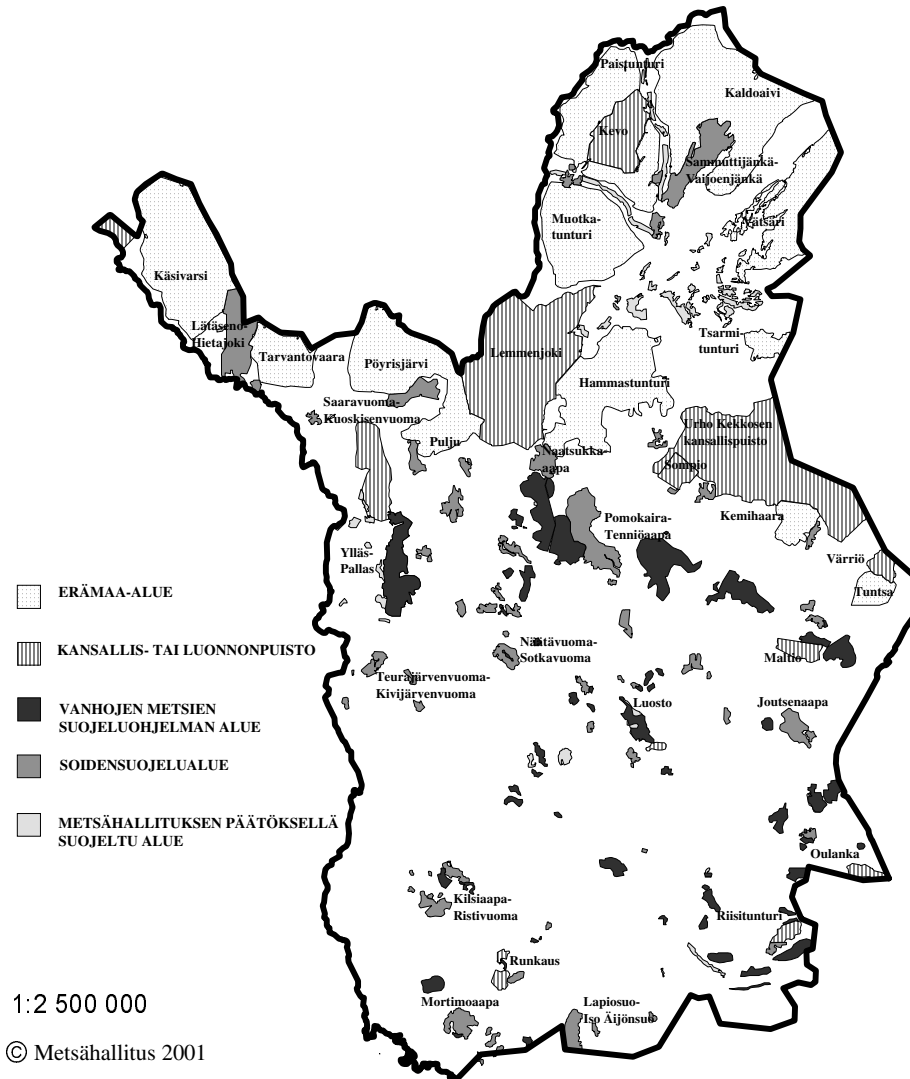 Paistunturi
Kaldoaivi
Kevo
Sammuttijänkä-
Vaijoenjänkä
Muotka-
tunturi
Vätsäri
Käsivarsi
Lätäseno-
Hietajoki
Tarvantovaara
Pöyrisjärvi
Lemmenjoki
Tsarmi-
tunturi
Hammastunturi
Saaravuoma-
Kuoskisenvuoma
Pulju
Urho Kekkosen
kansallispuisto
Naatsukka-
aapa
Sompio
Pomokaira-
Tenniöaapa
Kemihaara
Ylläs-
Pallas
Värriö
Tuntsa
ERÄMAA-ALUE
KANSALLIS- TAI LUONNONPUISTO
Näätävuoma-
Sotkavuoma
Maltio
Teurajärvenvuoma-
Kivijärvenvuoma
VANHOJEN METSIEN
SUOJELUOHJELMAN ALUE
Luosto
Joutsenaapa
SOIDENSUOJELUALUE
METSÄHALLITUKSEN PÄÄTÖKSELLÄ
SUOJELTU ALUE
Oulanka
Kilsiaapa-
Ristivuoma
Riisitunturi
Runkaus
1:2 500 000
Mortimoaapa
Lapiosuo-
Iso Äijönsuo
© Metsähallitus 2001